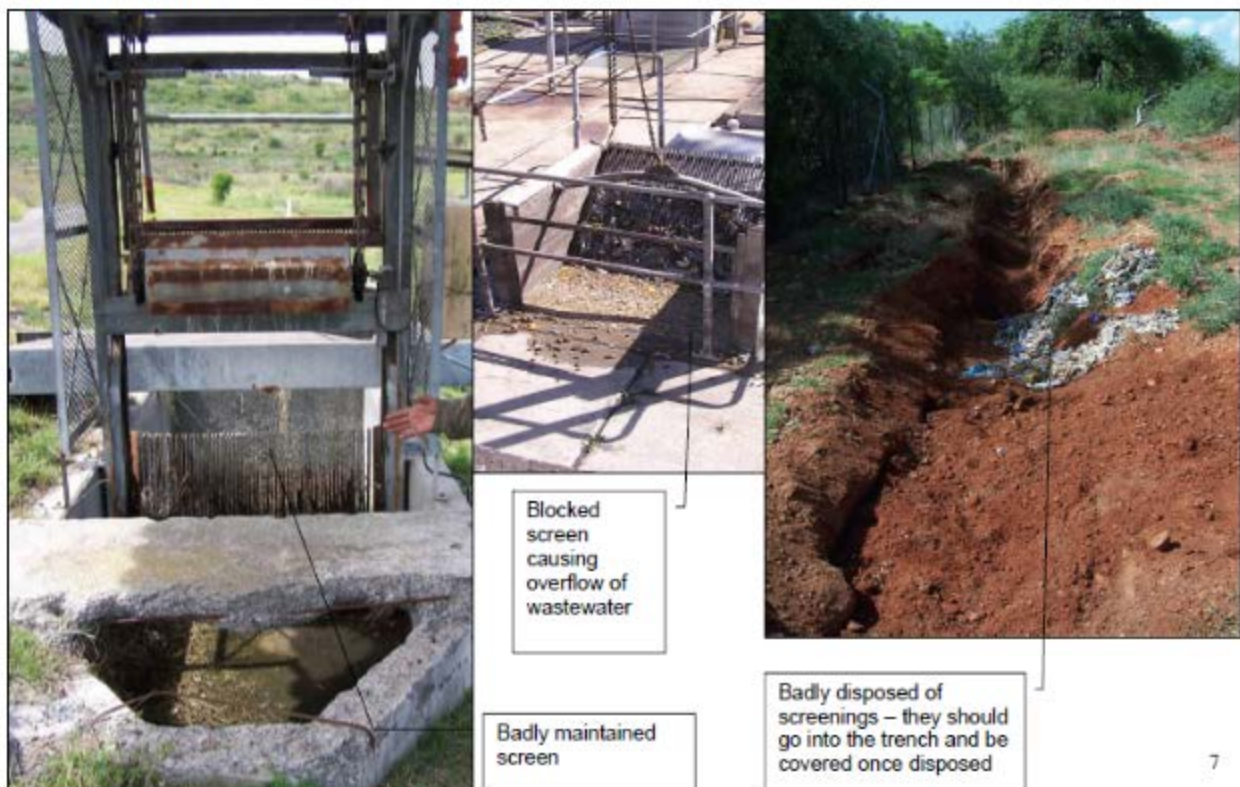 Blocked
screen
causing
overflow of
wastewater
Badly maintained
screen
Badly disposed of
screenings – they should
go into the trench and be
covered once disposed
7